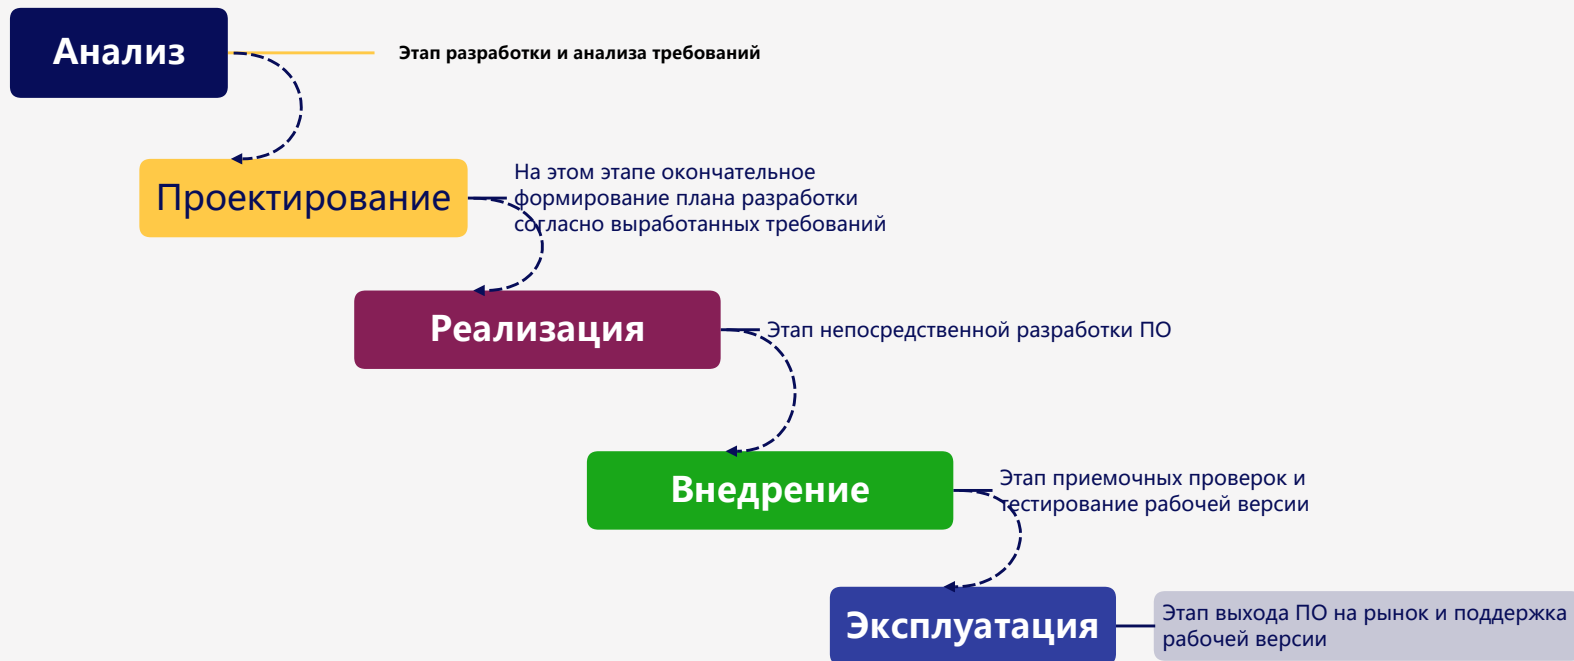 Анализ
Этап разработки и анализа требований
Проектирование
На этом этапе окончательное
формирование плана разработки
согласно выработанных требований
Реализация
Этап непосредственной разработки ПО
Внедрение
Этап приемочных проверок и
тестирование рабочей версии
Эксплуатация
Этап выхода ПО на рынок и поддержка
рабочей версии